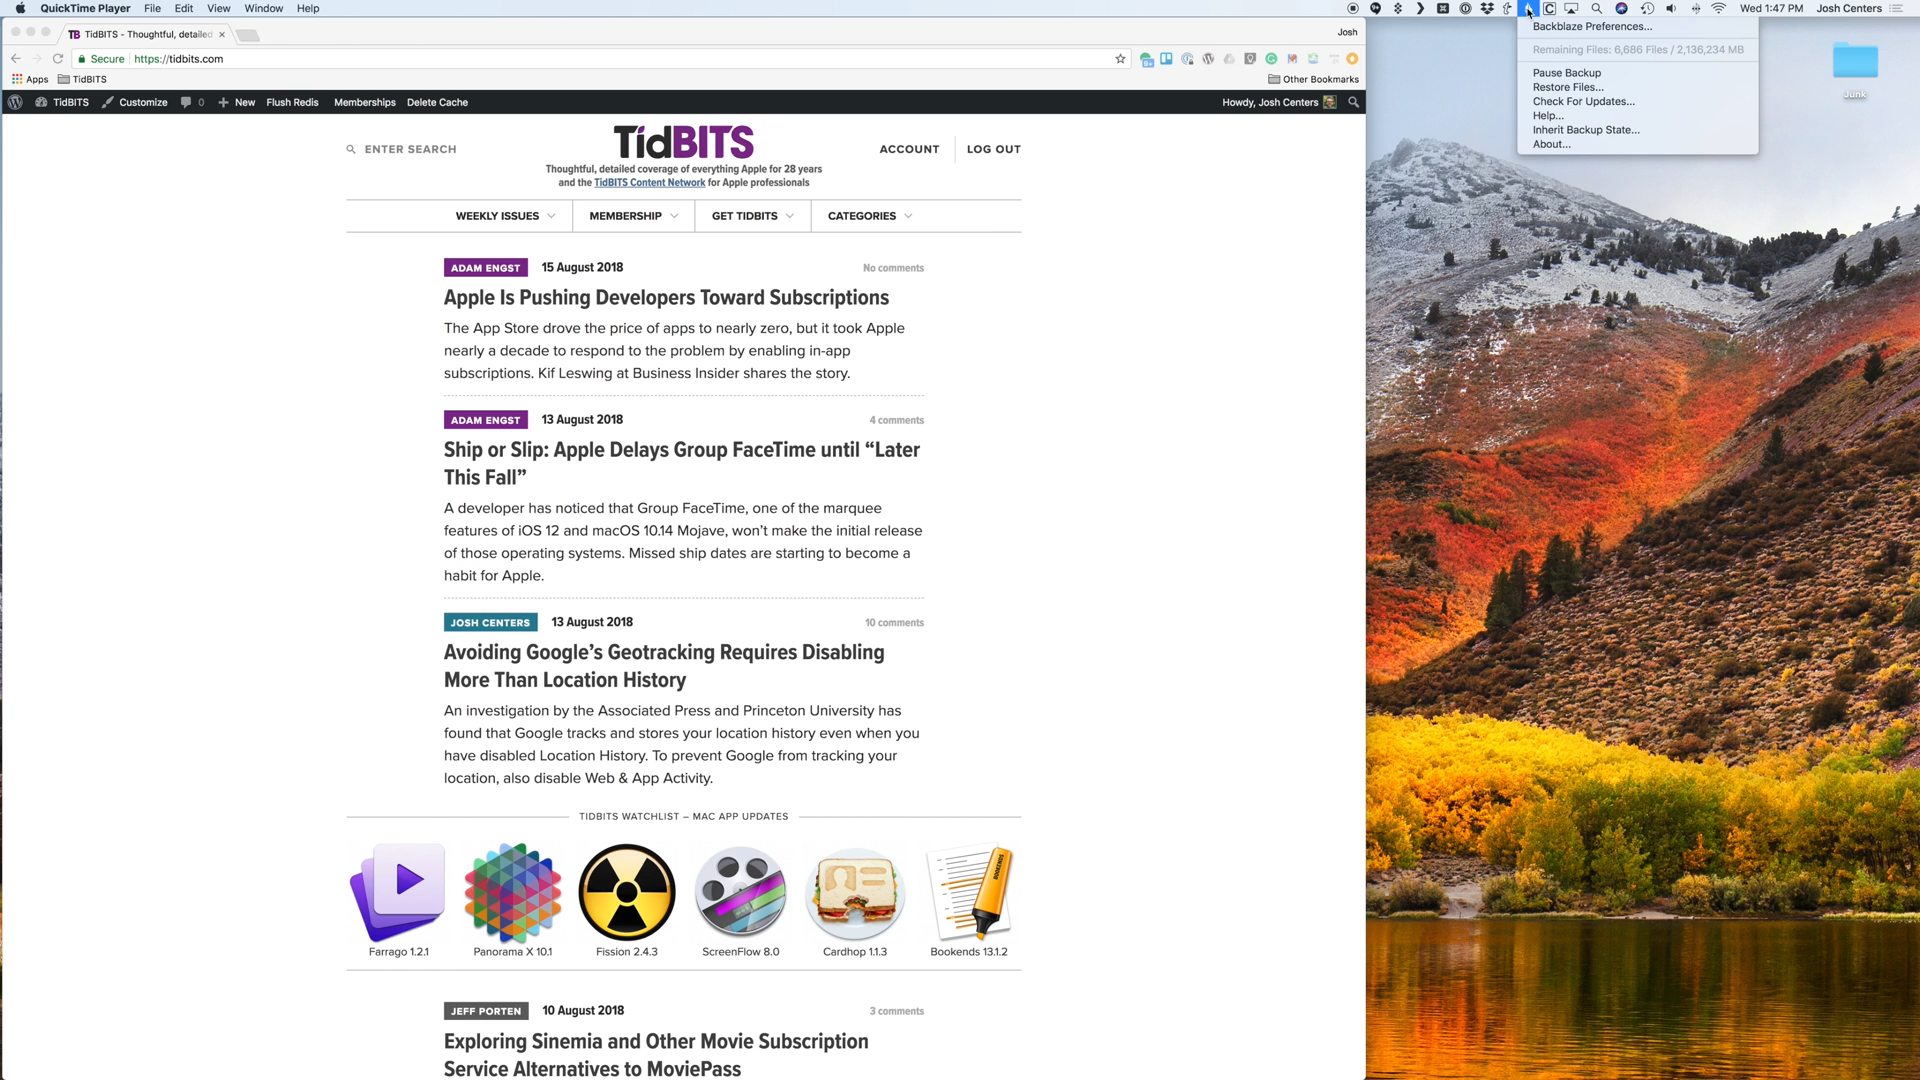 QuickTime Player File Edit View Window Help
Wed 1:47 PM Josh Centers
TB TidBITS - Thoughtful, detailed
Josh
Secure https://tidbits.com
Apps TidBITS
Other Bookmarks
TidBITS Customize 0 New Flush Redis Memberships Delete Cache
Howdy, Josh Centers
Backblaze Preferences...
Remaining Files: 6,686 Files / 2,136,234 MB
Pause Backup
Restore Files...
Check For Updates...
Help...
Inherit Backup State...
About...
Junk
ENTER SEARCH
TidBITS
ACCOUNT LOG OUT
Thoughtful, detailed coverage of everything Apple for 28 years
and the TidBITS Content Network for Apple professionals
WEEKLY ISSUES MEMBERSHIP GET TIDBITS CATEGORIES
ADAM ENGST 15 August 2018 No comments
Apple Is Pushing Developers Toward Subscriptions
The App Store drove the price of apps to nearly zero, but it took Apple
nearly a decade to respond to the problem by enabling in-app
subscriptions. Kif Leswing at Business Insider shares the story.
ADAM ENGST 13 August 2018 4 comments
Ship or Slip: Apple Delays Group FaceTime until “Later
This Fall”
A developer has noticed that Group FaceTime, one of the marquee
features of iOS 12 and macOS 10.14 Mojave, won’t make the initial release
of those operating systems. Missed ship dates are starting to become a
habit for Apple.
JOSH CENTERS 13 August 2018 10 comments
Avoiding Google’s Geotracking Requires Disabling
More Than Location History
An investigation by the Associated Press and Princeton University has
found that Google tracks and stores your location history even when you
have disabled Location History. To prevent Google from tracking your
location, also disable Web & App Activity.
TIDBITS WATCHLIST – MAC APP UPDATES
BOOKENDS
Farrago 1.2.1 Panorama X 10.1 Fission 2.4.3 ScreenFlow 8.0 Cardhop 1.1.3 Bookends 13.1.2
JEFF PORTEN 10 August 2018 3 comments
Exploring Sinemia and Other Movie Subscription
Service Alternatives to MoviePass